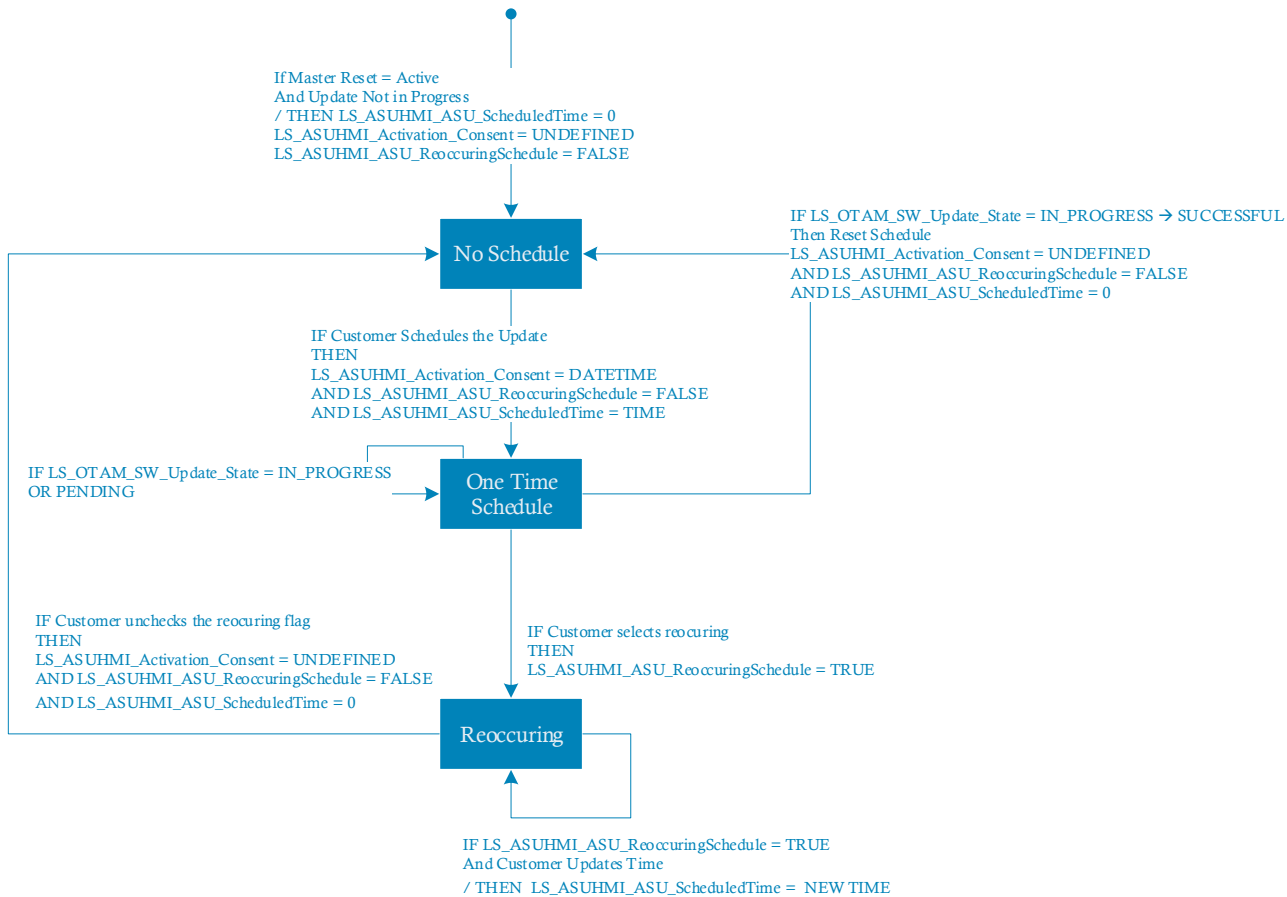 If Master Reset = Active
And Update Not in Progress
/ THEN LS_ASUHMI_ASU_ScheduledTime = 0
LS_ASUHMI_Activation_Consent = UNDEFINED
LS_ASUHMI_ASU_ReoccuringSchedule = FALSE
No Schedule
IF LS_OTAM_SW_Update_State = IN_PROGRESS → SUCCESSFUL
Then Reset Schedule
LS_ASUHMI_Activation_Consent = UNDEFINED
AND LS_ASUHMI_ASU_ReoccuringSchedule = FALSE
AND LS_ASUHMI_ASU_ScheduledTime = 0
IF Customer Schedules the Update
THEN
LS_ASUHMI_Activation_Consent = DATETIME
AND LS_ASUHMI_ASU_ReoccuringSchedule = FALSE
AND LS_ASUHMI_ASU_ScheduledTime = TIME
IF LS_OTAM_SW_Update_State = IN_PROGRESS
OR PENDING
One Time
Schedule
IF Customer unchecks the reocuring flag
THEN
LS_ASUHMI_Activation_Consent = UNDEFINED
AND LS_ASUHMI_ASU_ReoccuringSchedule = FALSE
AND LS_ASUHMI_ASU_ScheduledTime = 0
IF Customer selects reocuring
THEN
LS_ASUHMI_ASU_ReoccuringSchedule = TRUE
Reoccuring
IF LS_ASUHMI_ASU_ReoccuringSchedule = TRUE
And Customer Updates Time
/ THEN LS_ASUHMI_ASU_ScheduledTime = NEW TIME